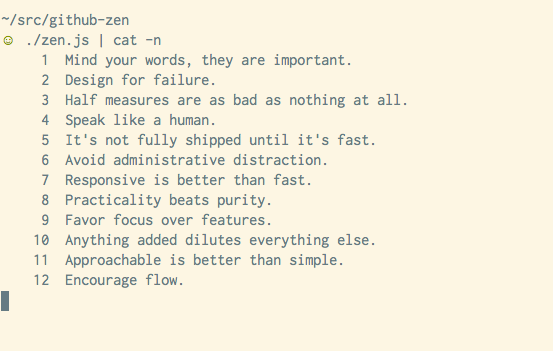 ~/src/github-zen
☺ ./zen.js | cat -n
1 Mind your words, they are important.
2 Design for failure.
3 Half measures are as bad as nothing at all.
4 Speak like a human.
5 It's not fully shipped until it's fast.
6 Avoid administrative distraction.
7 Responsive is better than fast.
8 Practicality beats purity.
9 Favor focus over features.
10 Anything added dilutes everything else.
11 Approachable is better than simple.
12 Encourage flow.